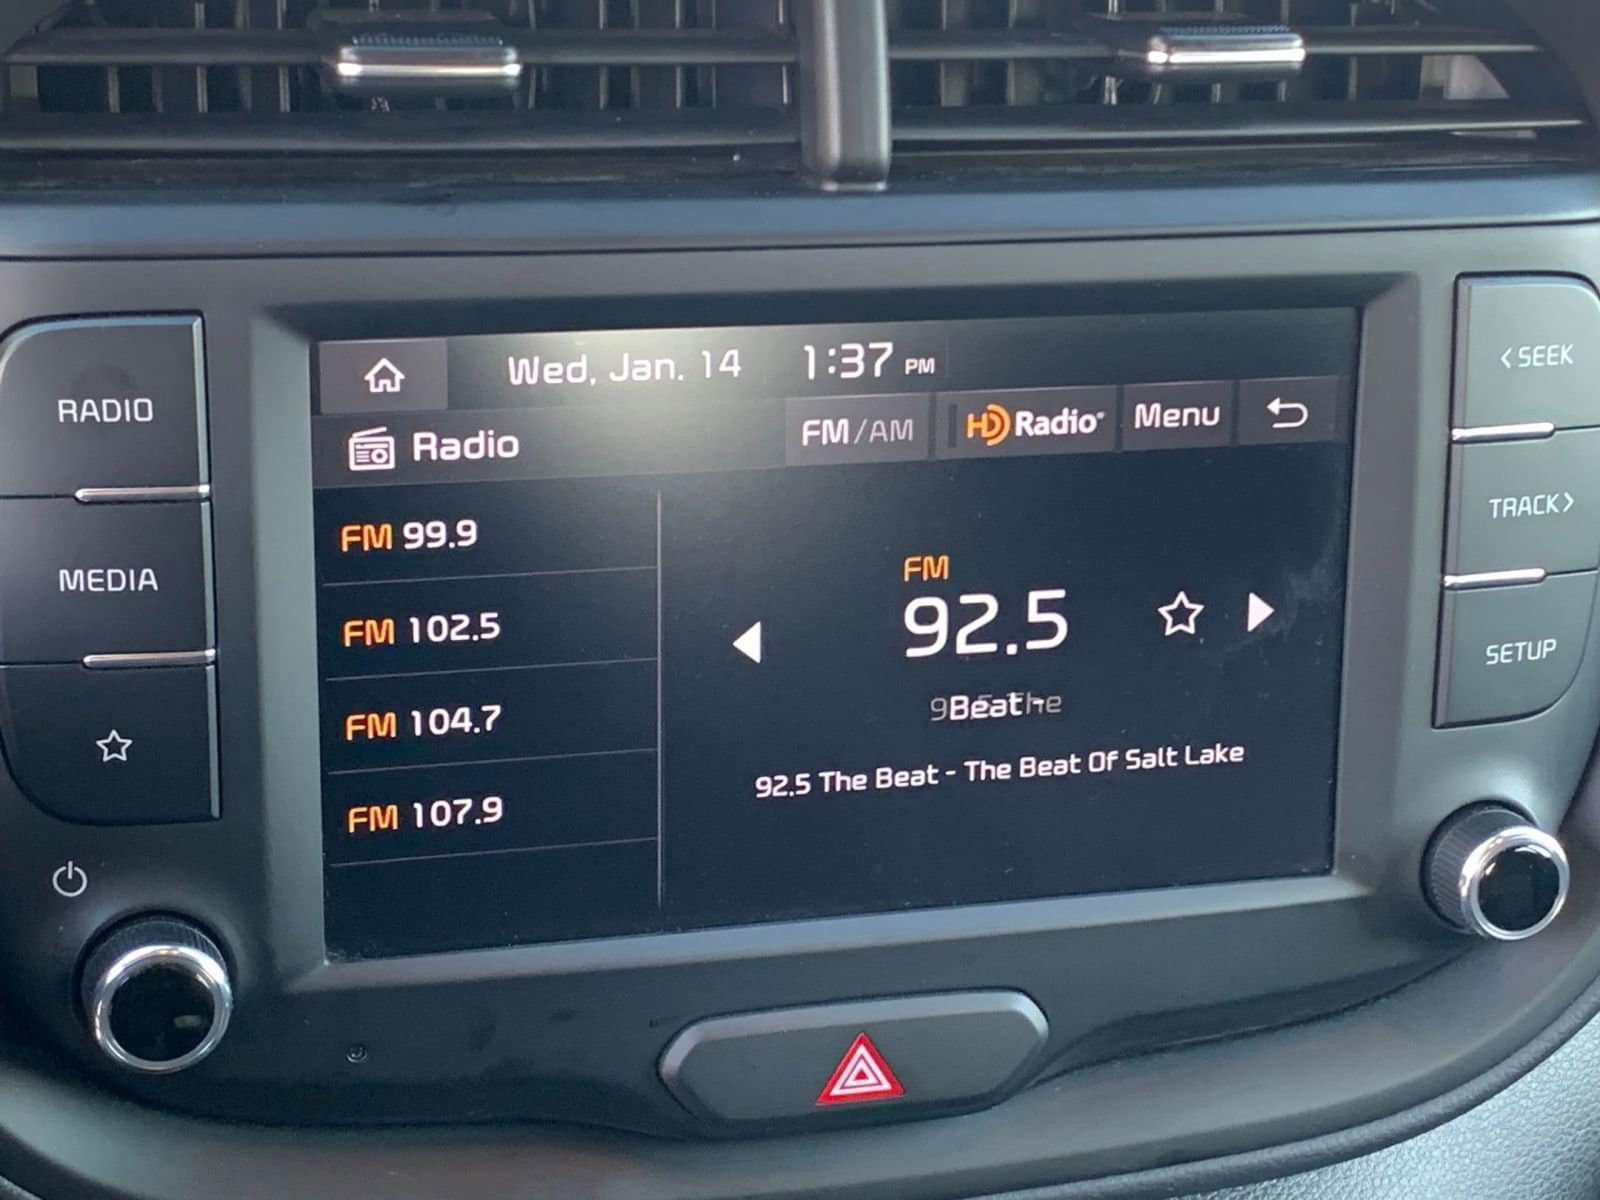 Wed, Jan. 14 1:37 PM
Radio FM/AM HD Radio® Menu
RADIO
MEDIA
FM 99.9
FM 102.5
FM 104.7
FM 107.9
FM
92.5
Beat
92.5 The Beat - The Beat Of Salt Lake
< SEEK
TRACK >
SETUP